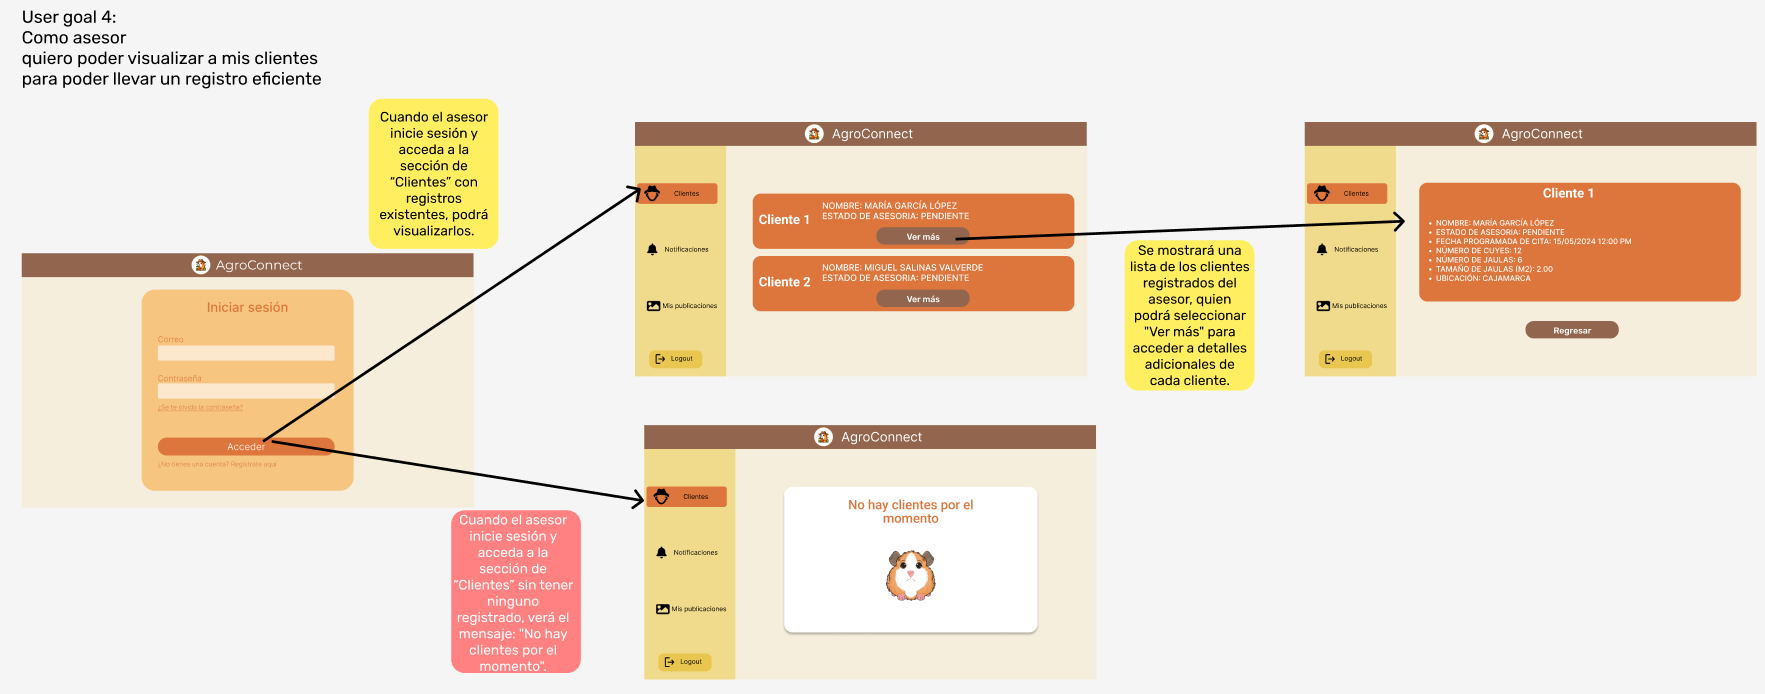 User goal 4:
Como asesor
quiero poder visualizar a mis clientes
para poder llevar un registro eficiente
Cuando el asesor
inicie sesión y
acceda a la
sección de
“Clientes” con
registros
existentes, podrá
visualizarlos.
AgroConnect
Iniciar sesión
Correo
Contraseña
¿Se te olvido la contraseña?
Acceder
¿No tienes una cuenta? Registrate aquí
Cuando el asesor
inicie sesión y
acceda a la
sección de
“Clientes” sin tener
ninguno
registrado, verá el
mensaje: "No hay
clientes por el
momento".
AgroConnect
Clientes
Notificaciones
Mis publicaciones
Logout
Cliente 1
NOMBRE: MARÍA GARCÍA LÓPEZ
ESTADO DE ASESORIA: PENDIENTE
Ver más
Cliente 2
NOMBRE: MIGUEL SALINAS VALVERDE
ESTADO DE ASESORIA: PENDIENTE
Ver más
Se mostrará una
lista de los clientes
registrados del
asesor, quien
podrá seleccionar
"Ver más" para
acceder a detalles
adicionales de
cada cliente.
AgroConnect
Clientes
Notificaciones
Mis publicaciones
Logout
Cliente 1
• NOMBRE: MARÍA GARCÍA LÓPEZ
• ESTADO DE ASESORIA: PENDIENTE
• FECHA PROGRAMADA DE CITA: 15/05/2024 12:00 PM
• NÚMERO DE CUYES: 12
• NÚMERO DE JAULAS: 6
• TAMAÑO DE JAULAS (M2): 2.00
• UBICACIÓN: CAJAMARCA
Regresar
AgroConnect
Clientes
Notificaciones
Mis publicaciones
Logout
No hay clientes por el
momento